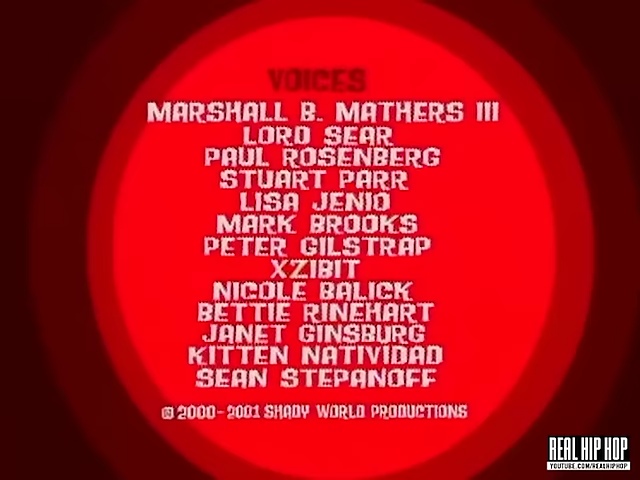 VOICES
MARSHALL B. MATHERS III
LORD SEAR
PAUL ROSENBERG
STUART PARR
LISA JENIO
MARK BROOKS
PETER GILSTRAP
XZIBIT
NICOLE BALICK
BETTIE RINEHART
JANET GINSBURG
KITTEN NATIVIDAD
SEAN STEPANOFF
© 2000-2001 SHADY WORLD PRODUCTIONS
REAL HIP HOP
YOUTUBE.COM/REALHIPHOP